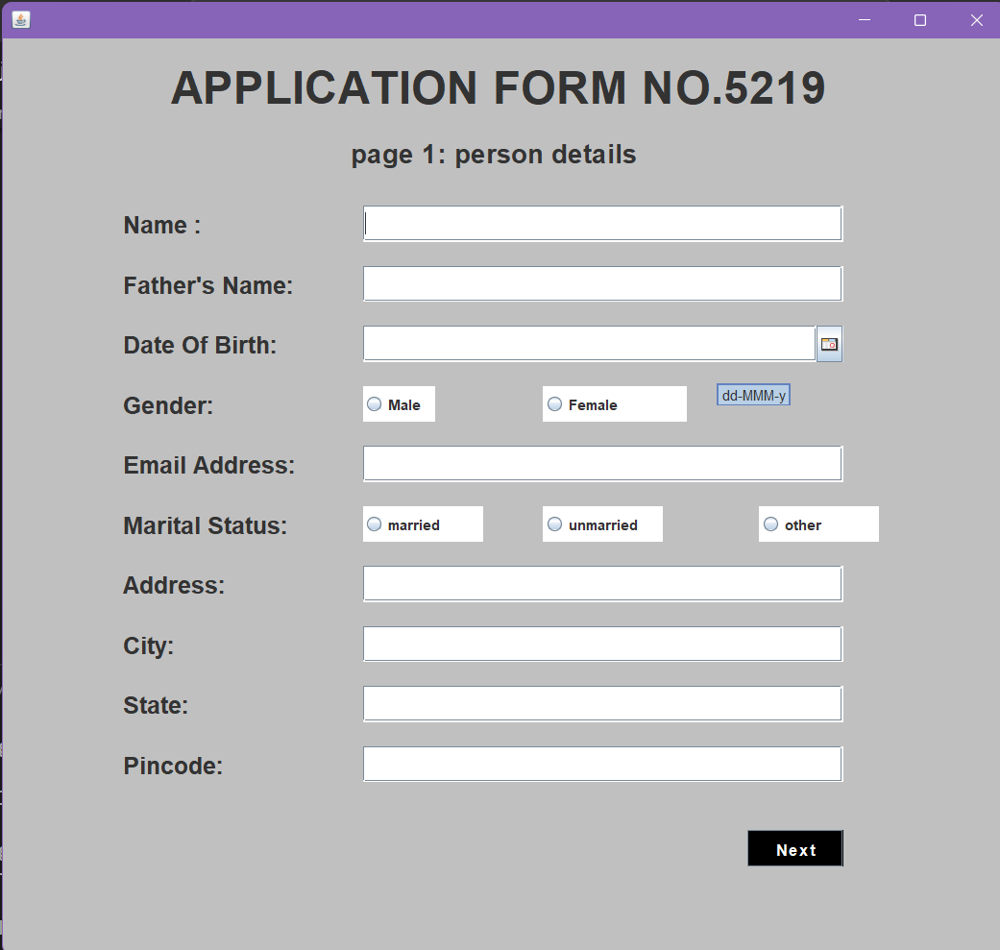 APPLICATION FORM NO.5219
page 1: person details
Name :
Father's Name:
Date Of Birth:
Gender: Male Female dd-MMM-y
Email Address:
Marital Status: married unmarried other
Address:
City:
State:
Pincode:
Next